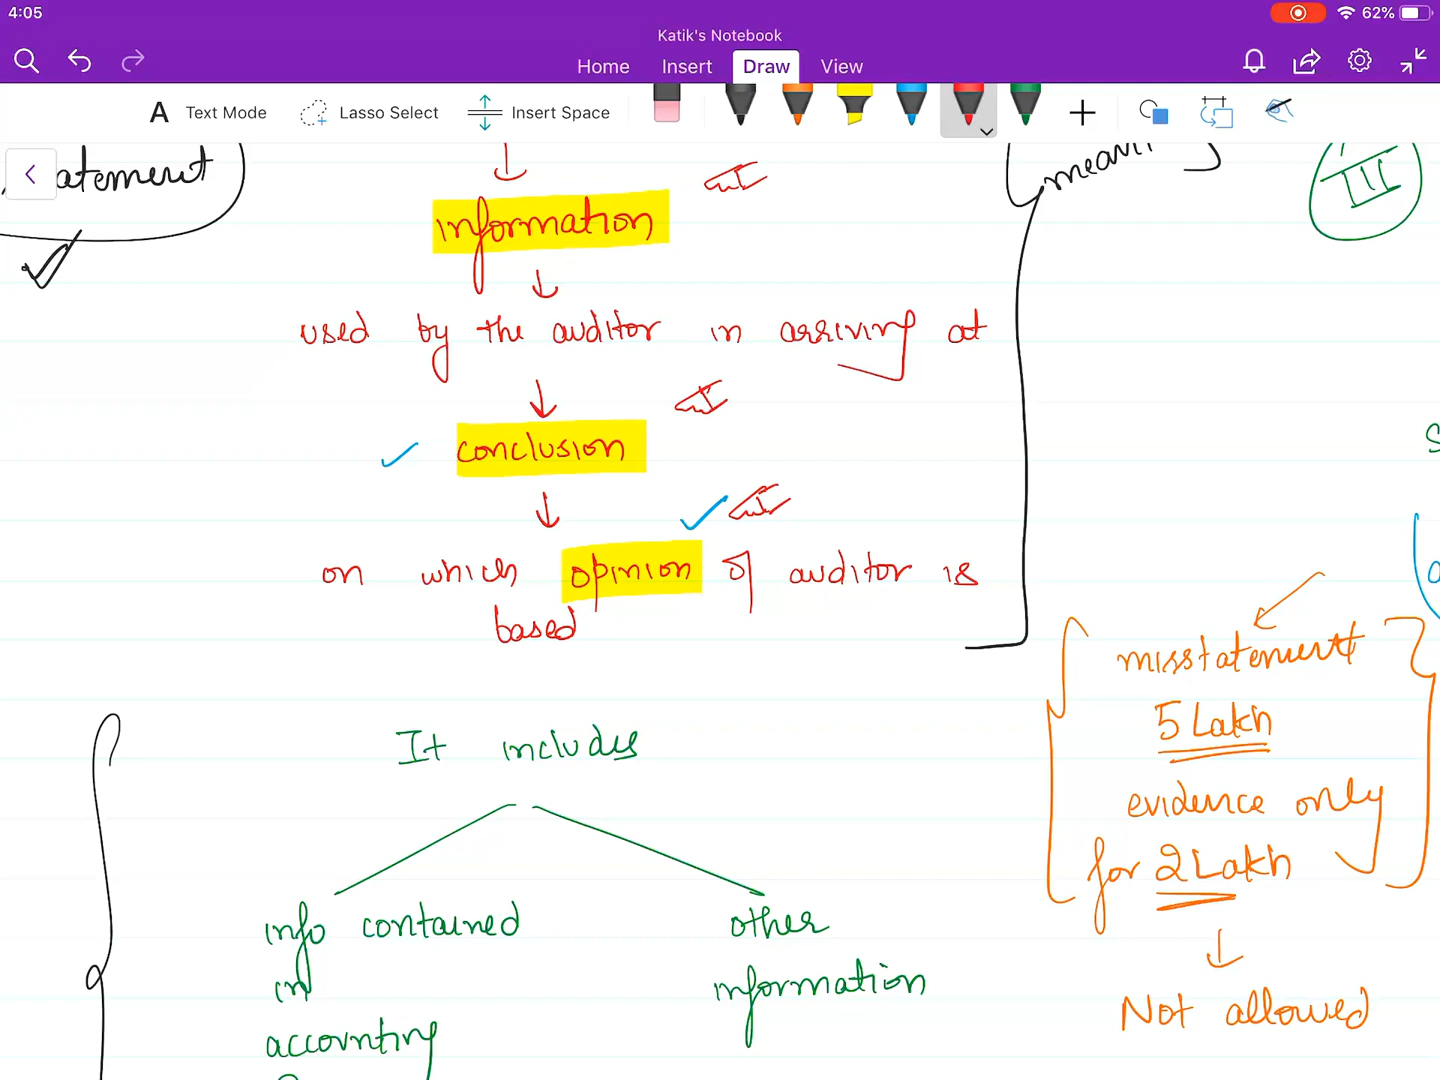 4:05
62%
Katik's Notebook
Home Insert Draw View
A Text Mode Lasso Select Insert Space
atement
meani
III
information
used by the auditor in arriving at
conclusion
on which opinion of auditor is
based
misstatement
5 Lakh
evidence only
for 2 Lakh
Not allowed
It includes
info contained
in
accounting
other
information